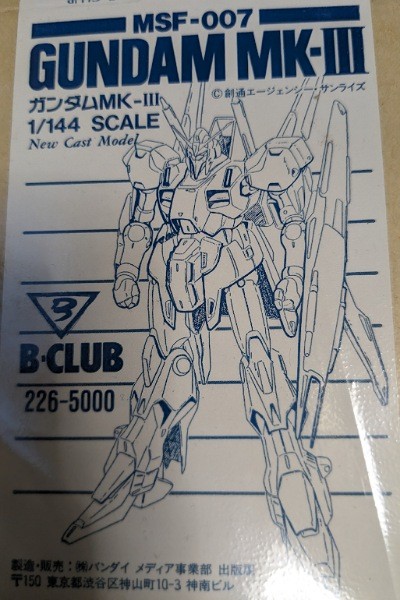 MSF-007
GUNDAM MK-III
ガンダムMK-III
©創通エージェンシー・サンライズ
1/144 SCALE
New Cast Model
B
B·CLUB
226-5000
製造・販売:㈱バンダイ メディア事業部 出版課
〒150 東京都渋谷区神山町10-3 神南ビル